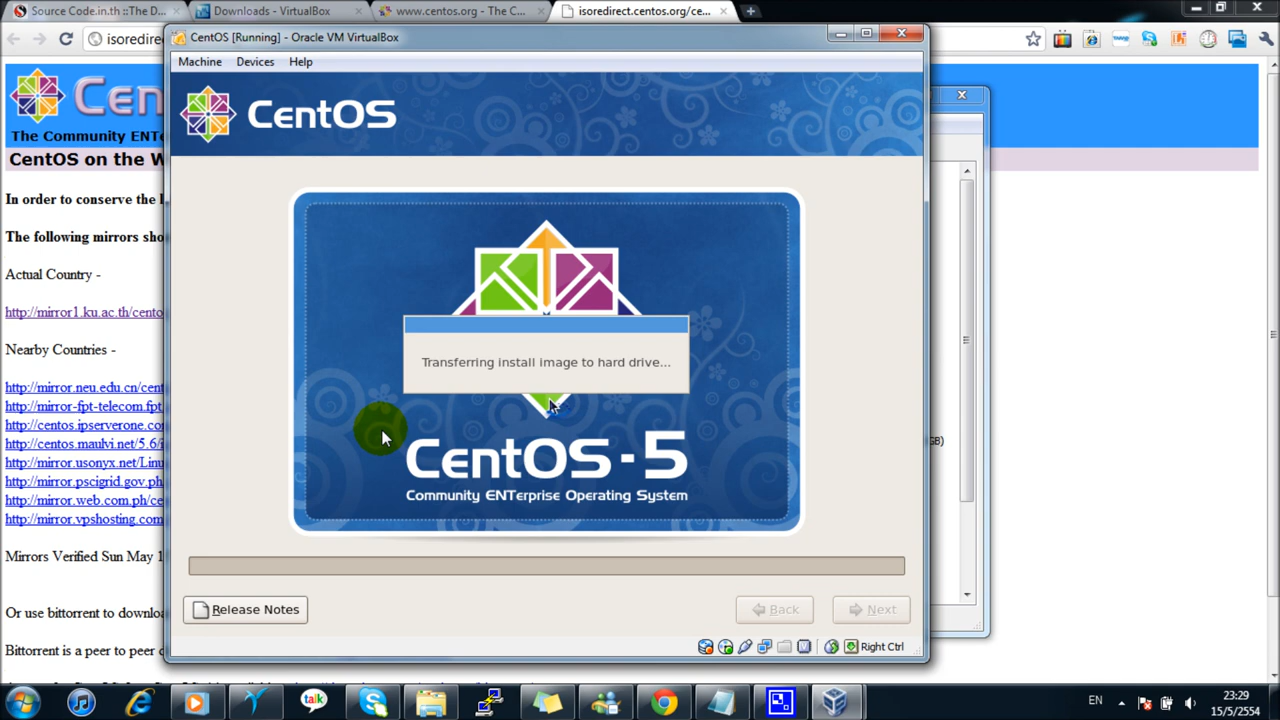 Source Code.in.th ::The D...
Downloads - VirtualBox
www.centos.org - The C...
isoredirect.centos.org/ce...
isoredire
CentOS [Running] - Oracle VM VirtualBox
Machine Devices Help
CentOS
Cen
The Community ENTe
CentOS on the W
In order to conserve the l
The following mirrors sho
Actual Country -
http://mirror1.ku.ac.th/cento
Nearby Countries -
http://mirror.neu.edu.cn/cent
http://mirror-fpt-telecom.fpt.
http://centos.ipserverone.co
http://centos.maulvi.net/5.6/i
http://mirror.usonyx.net/Linu
http://mirror.pscigrid.gov.ph
http://mirror.web.com.ph/ce
http://mirror.vpshosting.com
Mirrors Verified Sun May 1
Or use bittorrent to downloa
Bittorrent is a peer to peer c
Transferring install image to hard drive...
CentOS-5
Community ENTerprise Operating System
GB)
Release Notes
Back
Next
Right Ctrl
talk
EN
23:29
15/5/2554